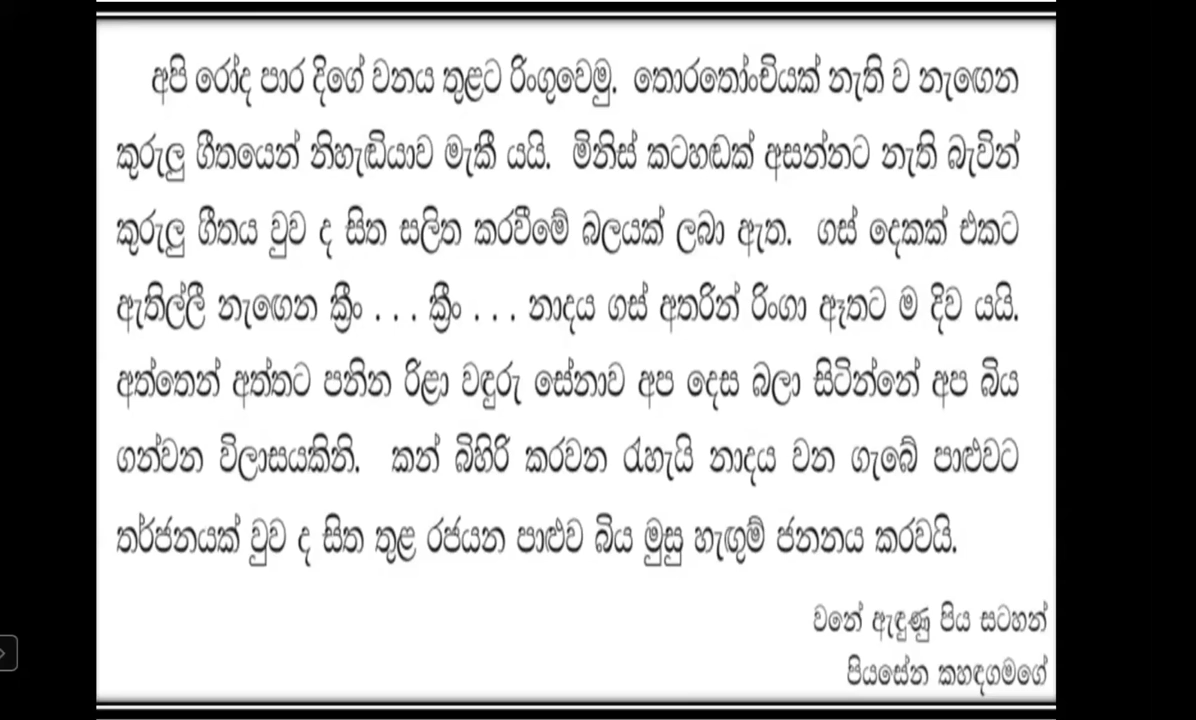 අපි රෝද පාර දිගේ වනය තුළට රිංගුවෙමු. තොරතෝංචියක් නැති ව නැඟෙන
කුරුලු ගීතයෙන් නිහැඬියාව මැකී යයි. මිනිස් කටහඬක් අසන්නට නැති බැවින්
කුරුලු ගීතය වුව ද සිත සලිත කරවීමේ බලයක් ලබා ඇත. ගස් දෙකක් එකට
ඇතිල්ලී නැඟෙන ක්‍රීං . . . ක්‍රීං . . . නාදය ගස් අතරින් රිංගා ඈතට ම දිව යයි.
අත්තෙන් අත්තට පනින රිළා වඳුරු සේනාව අප දෙස බලා සිටින්නේ අප බිය
ගන්වන විලාසයකිනි. කන් බිහිරි කරවන රැහැයි නාදය වන ගැබේ පාළුවට
තර්ජනයක් වුව ද සිත තුළ රජයන පාළුව බිය මුසු හැඟුම් ජනනය කරවයි.
වනේ ඇඳුණු පිය සටහන්
පියසේන කහඳගමගේ